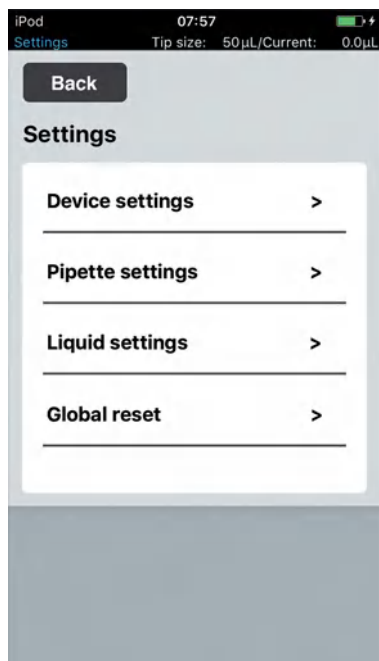 iPod 07:57
Settings Tip size: 50µL/Current: 0.0µL
Back
Settings
Device settings >
Pipette settings >
Liquid settings >
Global reset >